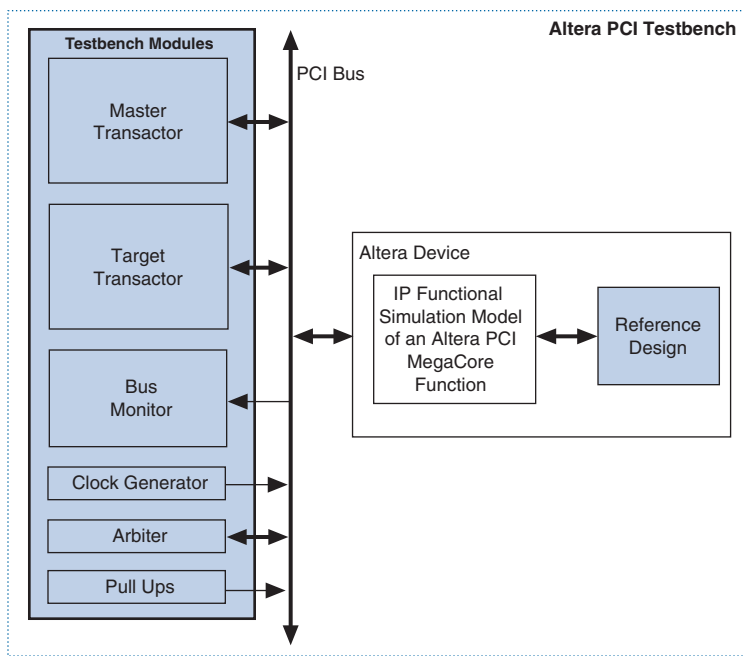 Altera PCI Testbench
Testbench Modules
PCI Bus
Master
Transactor
Target
Transactor
Bus
Monitor
Clock Generator
Arbiter
Pull Ups
Altera Device
IP Functional
Simulation Model
of an Altera PCI
MegaCore
Function
Reference
Design